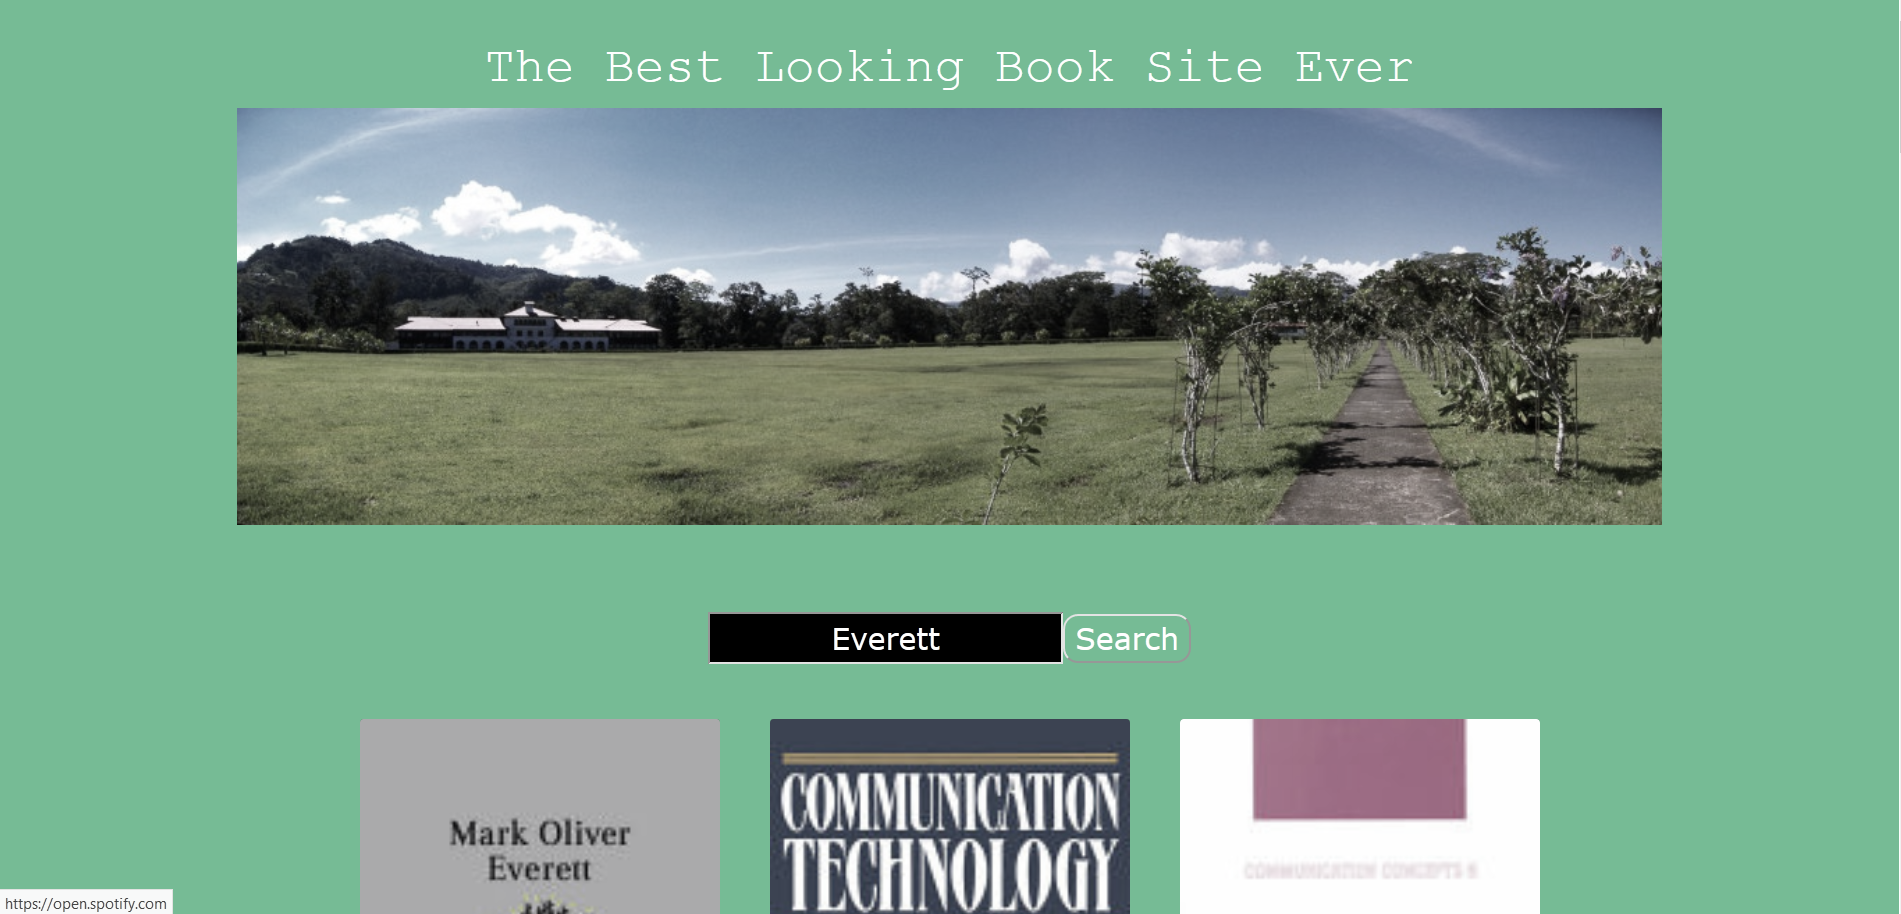 The Best Looking Book Site Ever
Everett
Search
Mark Oliver
Everett
COMMUNICATION
TECHNOLOGY
COMMUNICATION CONCEPTS 5
https://open.spotify.com